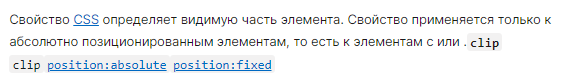 Свойство CSS определяет видимую часть элемента. Свойство применяется только к
абсолютно позиционированным элементам, то есть к элементам с или . clip
clip position:absolute position:fixed